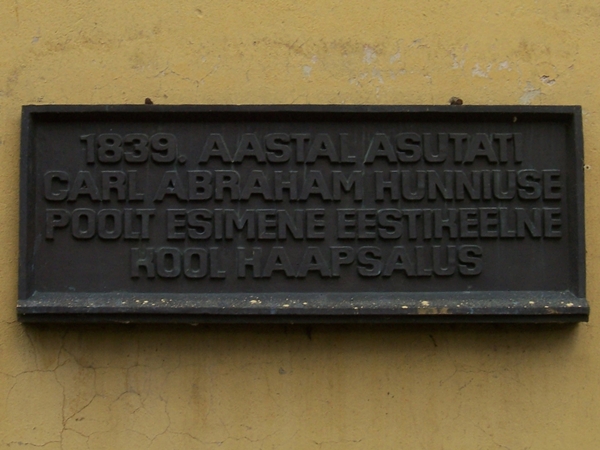 1839. AASTAL ASUTATI
CARL ABRAHAM HUNNIUSE
POOLT ESIMENE EESTIKEELNE
KOOL HAAPSALUS